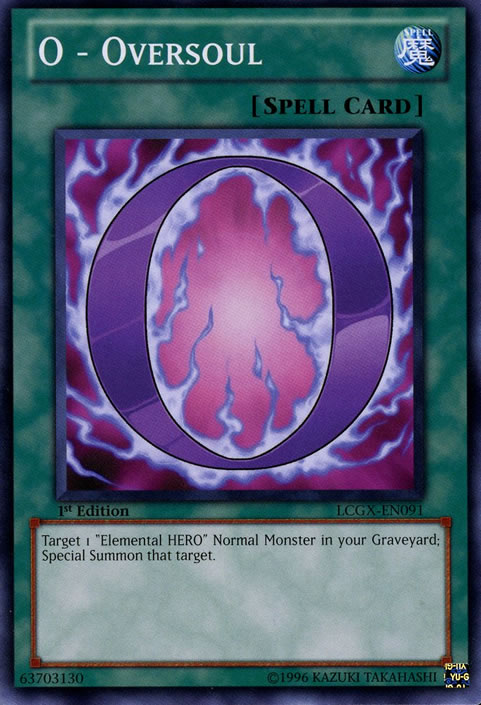 O - Oversoul
SPELL
魔
[Spell Card]
O
1st Edition
LCGX-EN091
Target 1 "Elemental HERO" Normal Monster in your Graveyard;
Special Summon that target.
63703130
©1996 KAZUKI TAKAHASHI